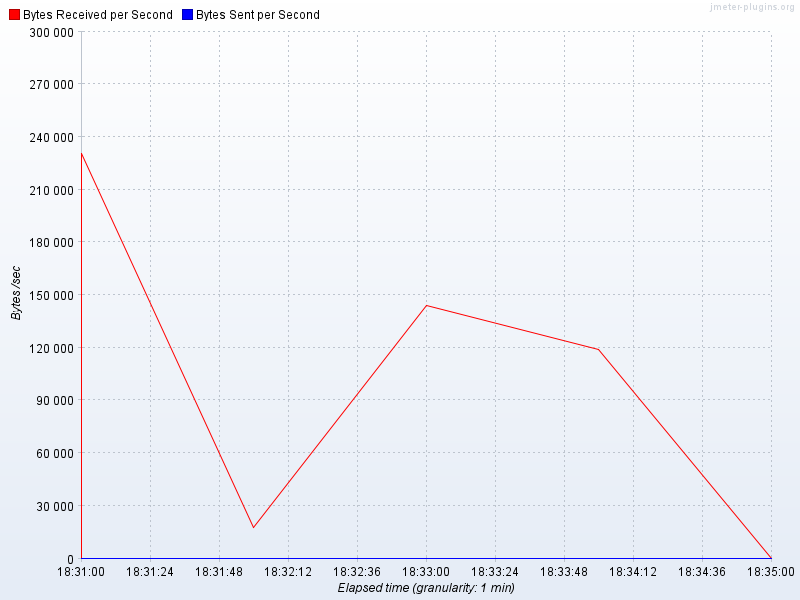 jmeter-plugins.org
Bytes Received per Second Bytes Sent per Second
300 000
270 000
240 000
210 000
180 000
150 000
120 000
90 000
60 000
30 000
0
Bytes /sec
18:31:00 18:31:24 18:31:48 18:32:12 18:32:36 18:33:00 18:33:24 18:33:48 18:34:12 18:34:36 18:35:00
Elapsed time (granularity: 1 min)